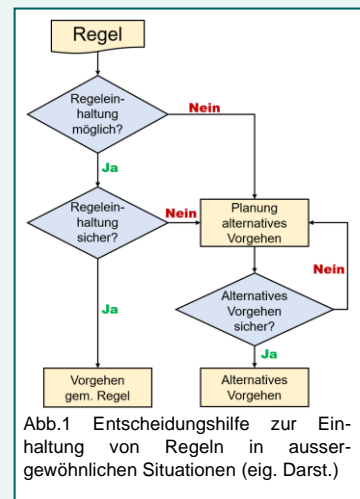 Regel
Regelein-
haltung
möglich?
Nein
Ja
Regelein-
haltung
sicher?
Nein
Planung
alternatives
Vorgehen
Nein
Ja
Alternatives
Vorgehen
sicher?
Ja
Vorgehen
gem. Regel
Alternatives
Vorgehen
Abb.1 Entscheidungshilfe zur Ein-
haltung von Regeln in ausser-
gewöhnlichen Situationen (eig. Darst.)